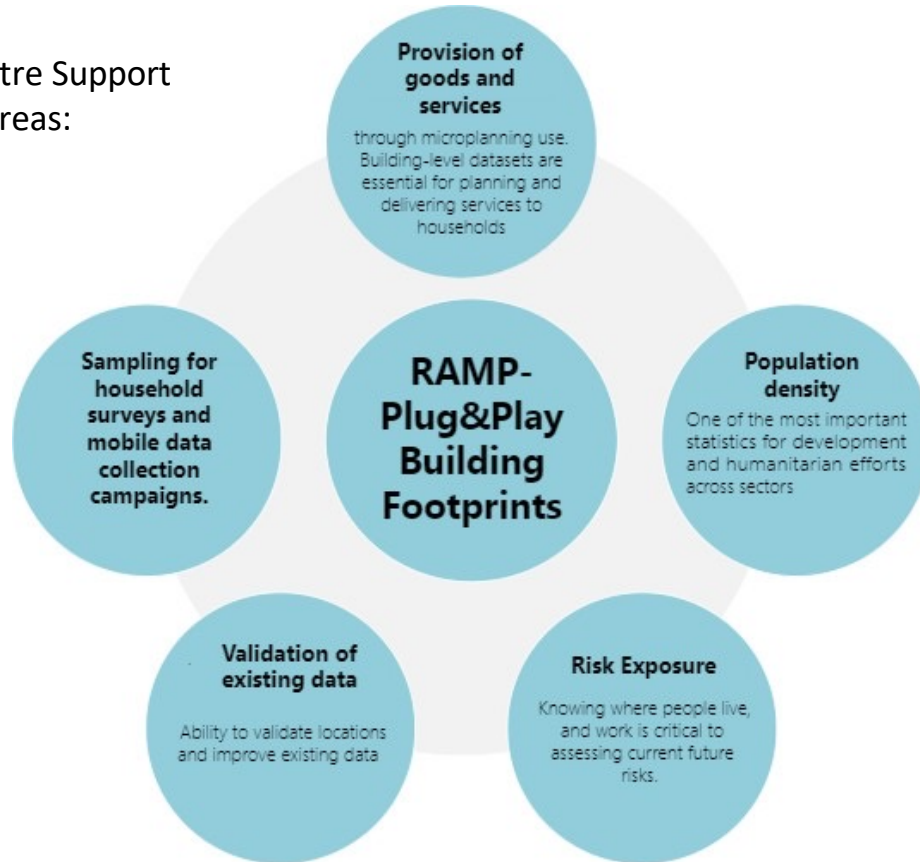 tre Support
reas:
Provision of
goods and
services
through microplanning use.
Building-level datasets are
essential for planning and
delivering services to
households
Sampling for
household
surveys and
mobile data
collection
campaigns.
RAMP-
Plug&Play
Building
Footprints
Population
density
One of the most important
statistics for development
and humanitarian efforts
across sectors
Validation of
existing data
Ability to validate locations
and improve existing data
Risk Exposure
Knowing where people live,
and work is critical to
assessing current future
risks.